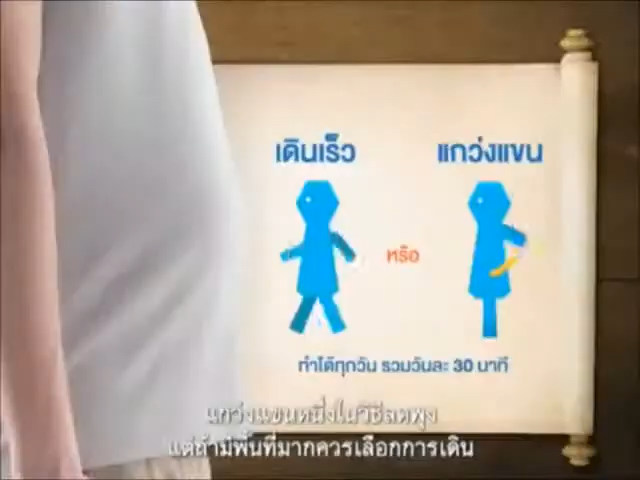 เดินเร็ว
แกว่งแขน
หรือ
ทำได้ทุกวัน รวมวันละ 30 นาที
แกว่งแขนหนึ่งในวิธีลดพุง
แต่ถ้ามีพื้นที่มากควรเลือกการเดิน